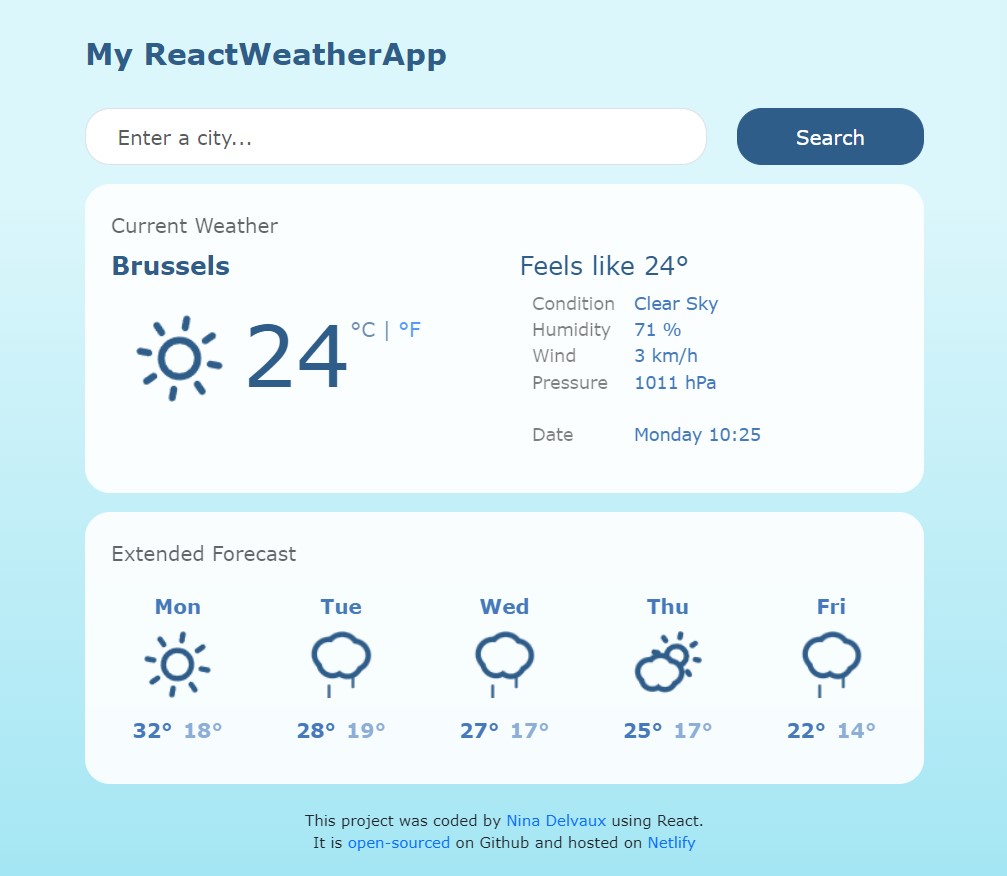 My ReactWeatherApp
Enter a city...
Search
Current Weather
Brussels
24 °C | °F
Feels like 24°
Condition Clear Sky
Humidity 71 %
Wind 3 km/h
Pressure 1011 hPa
Date Monday 10:25
Extended Forecast
Mon Tue Wed Thu Fri
32° 18° 28° 19° 27° 17° 25° 17° 22° 14°
This project was coded by Nina Delvaux using React.
It is open-sourced on Github and hosted on Netlify